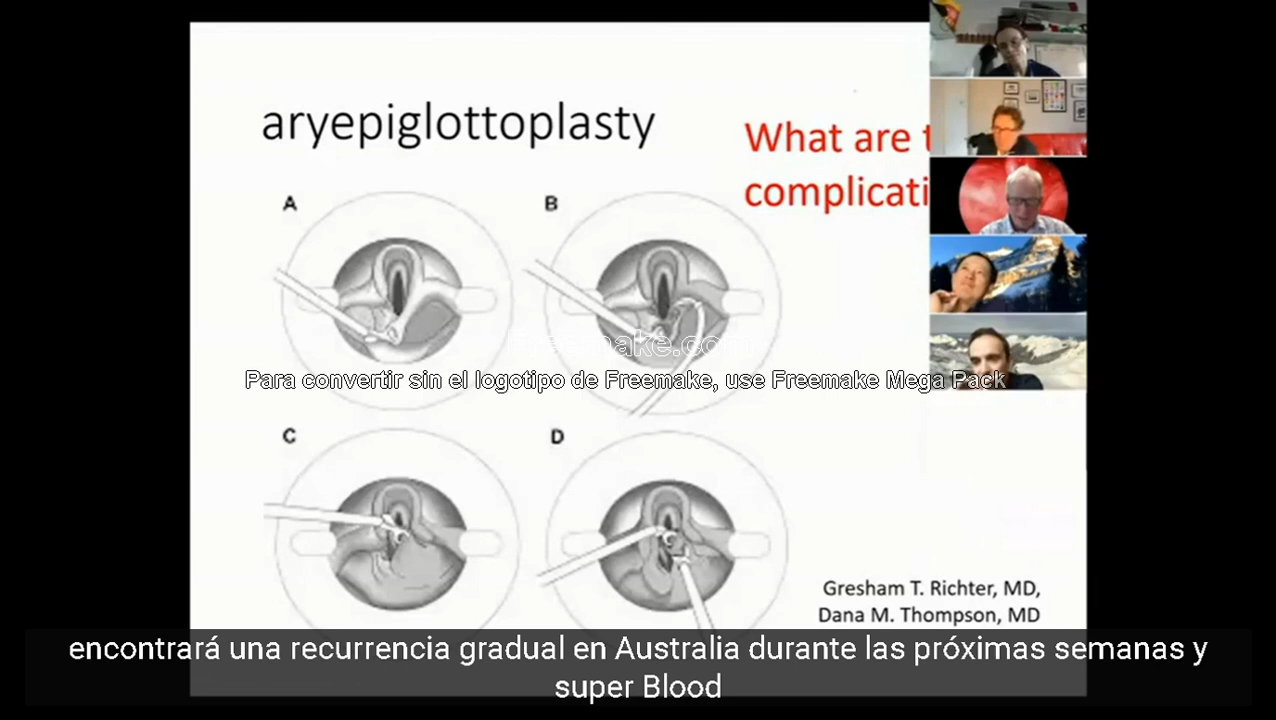 aryepiglottoplasty
What are
complicati
A
B
Para convertir sin el logotipo de Freemake, use Freemake Mega Pack
C
D
Gresham T. Richter, MD,
Dana M. Thompson, MD
encontrará una recurrencia gradual en Australia durante las próximas semanas y
super Blood